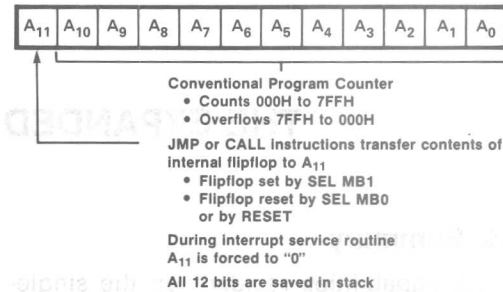 A11 A10 A9 A8 A7 A6 A5 A4 A3 A2 A1 A0
Conventional Program Counter
• Counts 000H to 7FFH
• Overflows 7FFH to 000H
JMP or CALL instructions transfer contents of
internal flipflop to A11
• Flipflop set by SEL MB1
• Flipflop reset by SEL MB0
or by RESET
During interrupt service routine
A11 is forced to "0"
All 12 bits are saved in stack